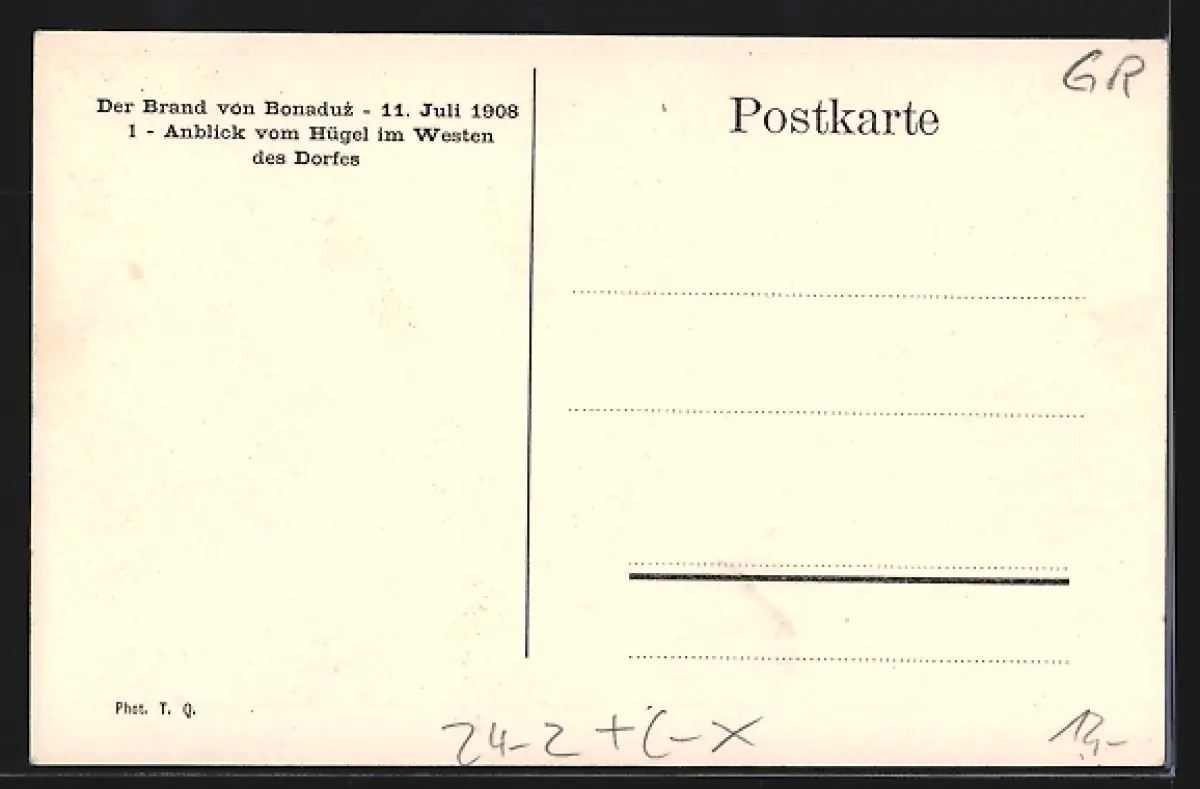 GR
Der Brand von Bonaduż - 11. Juli 1908
1 - Anblick vom Hügel im Westen
des Dorfes
Postkarte
Phot. T. Q.
24-2 + C - X